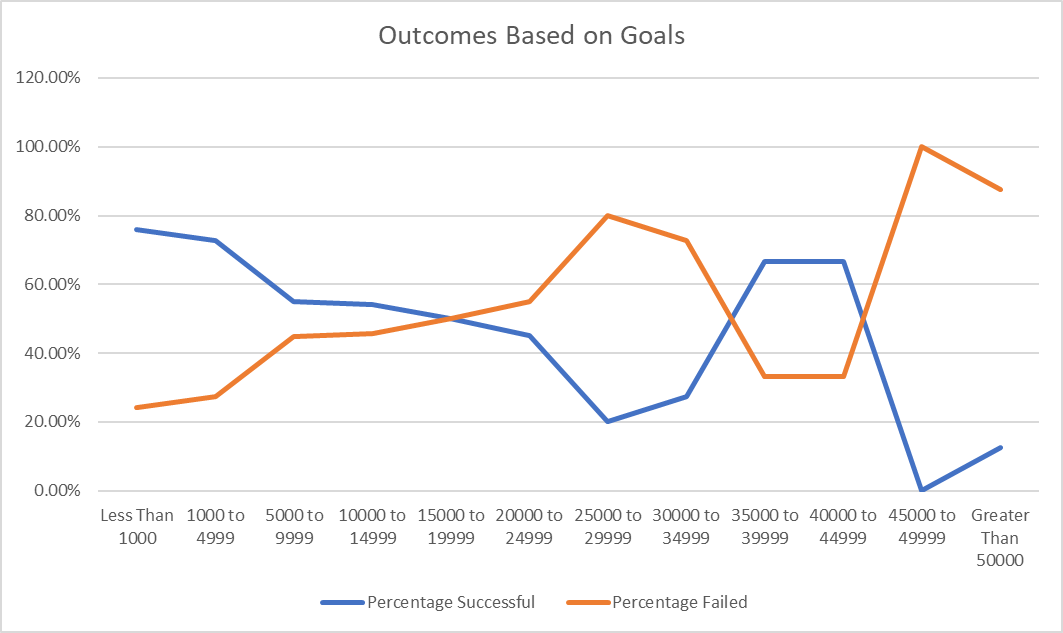 Outcomes Based on Goals
120.00%
100.00%
80.00%
60.00%
40.00%
20.00%
0.00%
Less Than
1000
1000 to
4999
5000 to
9999
10000 to
14999
15000 to
19999
20000 to
24999
25000 to
29999
30000 to
34999
35000 to
39999
40000 to
44999
45000 to
49999
Greater
Than
50000
Percentage Successful
Percentage Failed